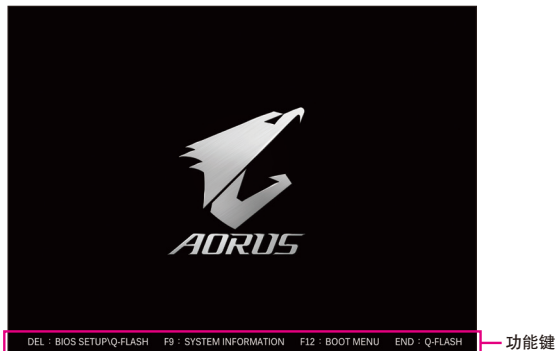 AORUS
DEL : BIOS SETUP\Q-FLASH F9 : SYSTEM INFORMATION F12 : BOOT MENU END : Q-FLASH
功能键